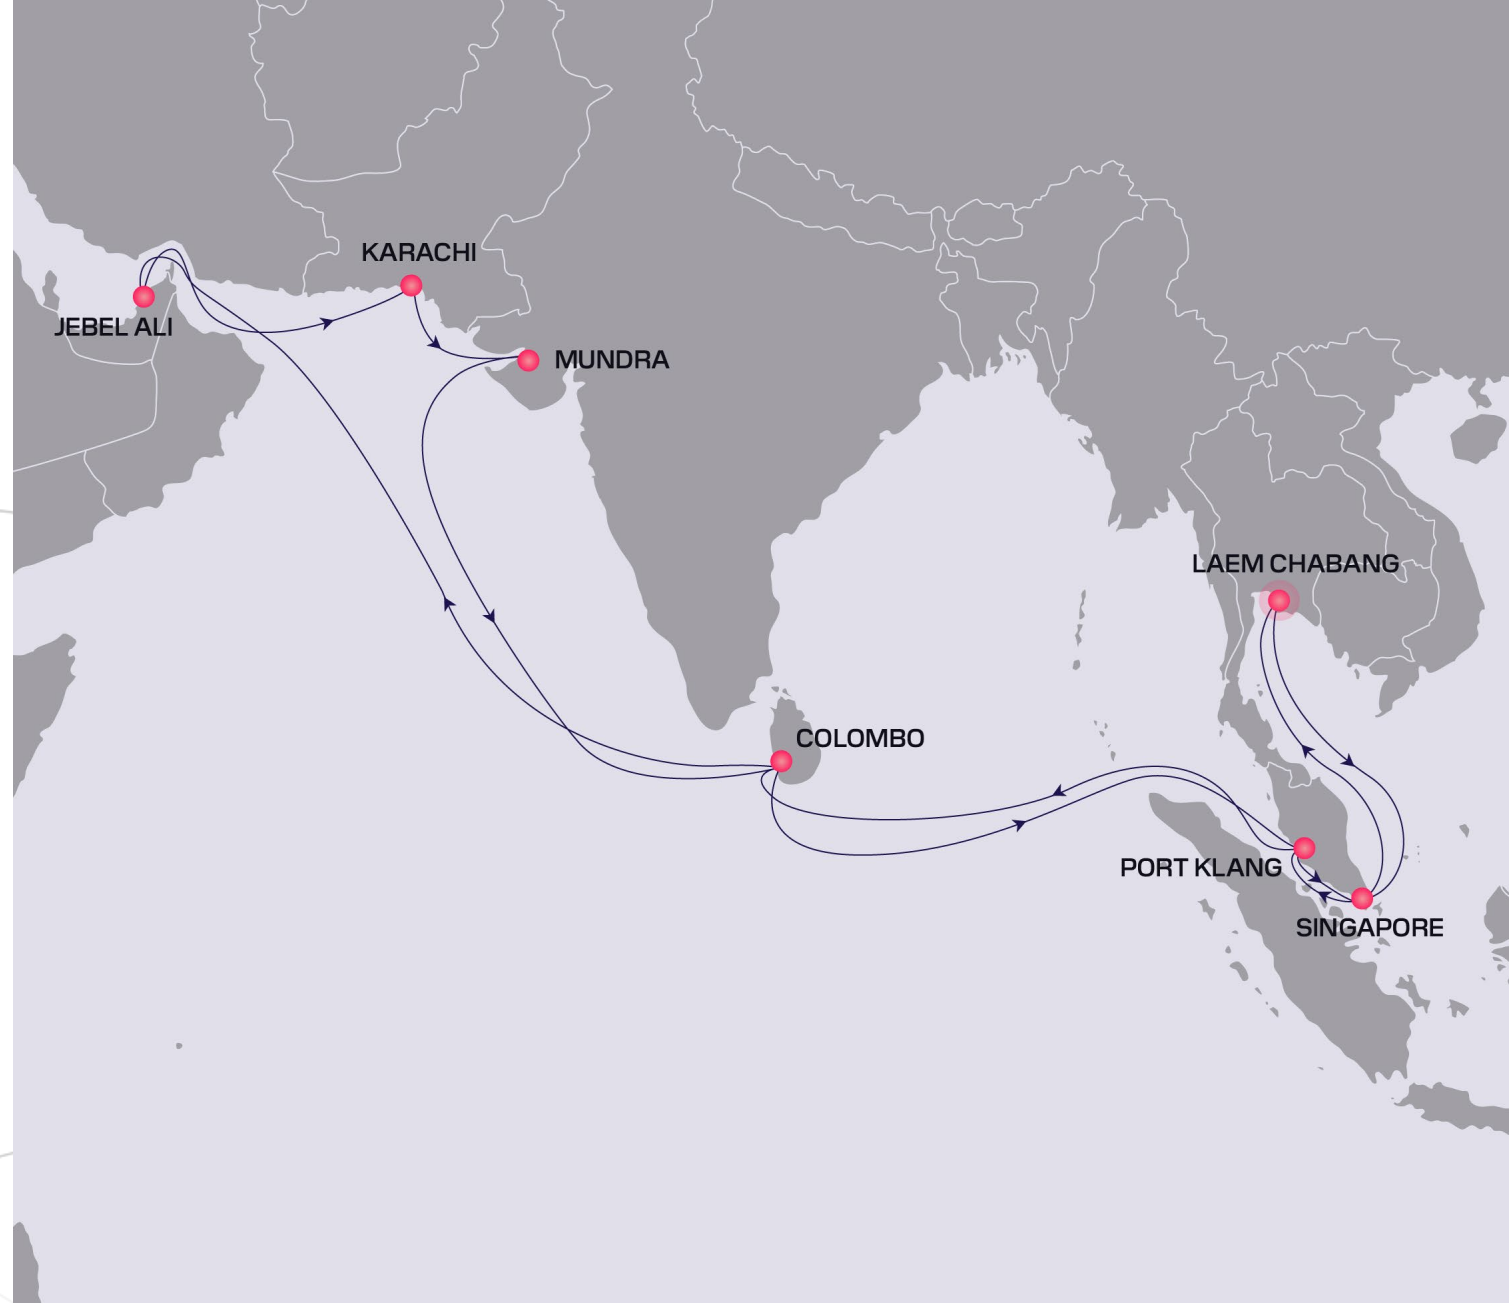 KARACHI
JEBEL ALI
MUNDRA
LAEM CHABANG
COLOMBO
PORT KLANG
SINGAPORE